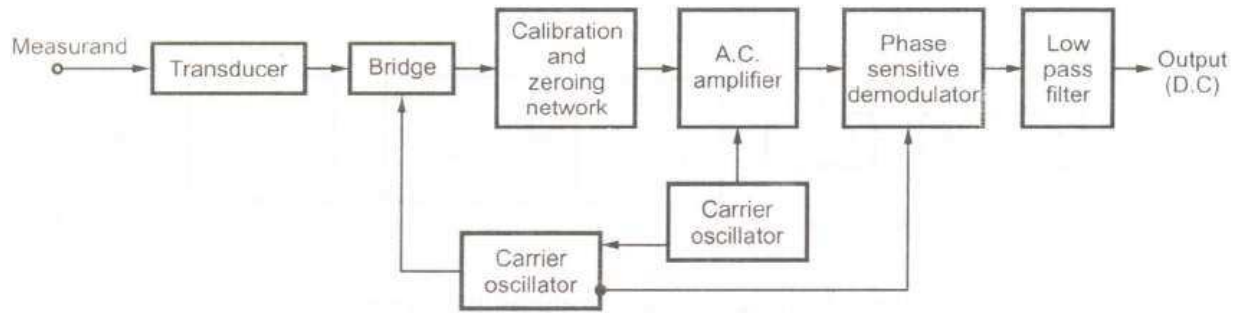 Measurand
Transducer
Bridge
Calibration
and
zeroing
network
A.C.
amplifier
Phase
sensitive
demodulator
Low
pass
filter
Output
(D.C)
Carrier
oscillator
Carrier
oscillator